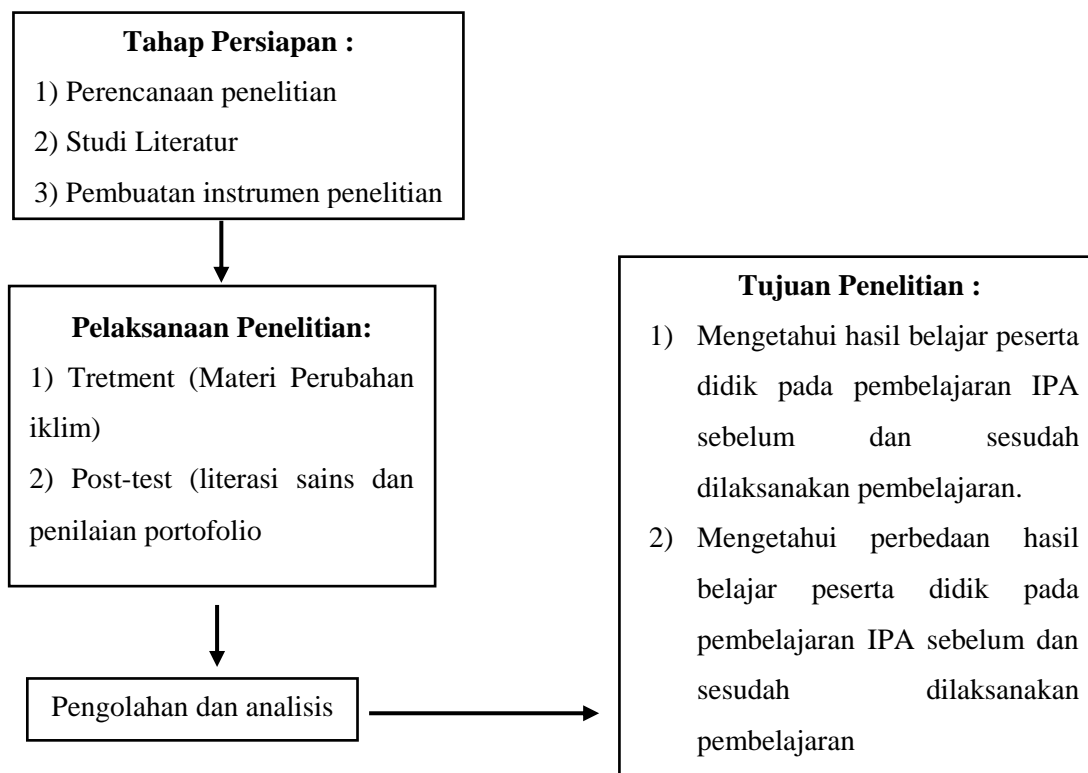 Tahap Persiapan :
1) Perencanaan penelitian
2) Studi Literatur
3) Pembuatan instrumen penelitian
Pelaksanaan Penelitian:
1) Tretment (Materi Perubahan
iklim)
2) Post-test (literasi sains dan
penilaian portofolio
Pengolahan dan analisis
Tujuan Penelitian :
1) Mengetahui hasil belajar peserta
didik pada pembelajaran IPA
sebelum dan sesudah
dilaksanakan pembelajaran.
2) Mengetahui perbedaan hasil
belajar peserta didik pada
pembelajaran IPA sebelum dan
sesudah dilaksanakan
pembelajaran